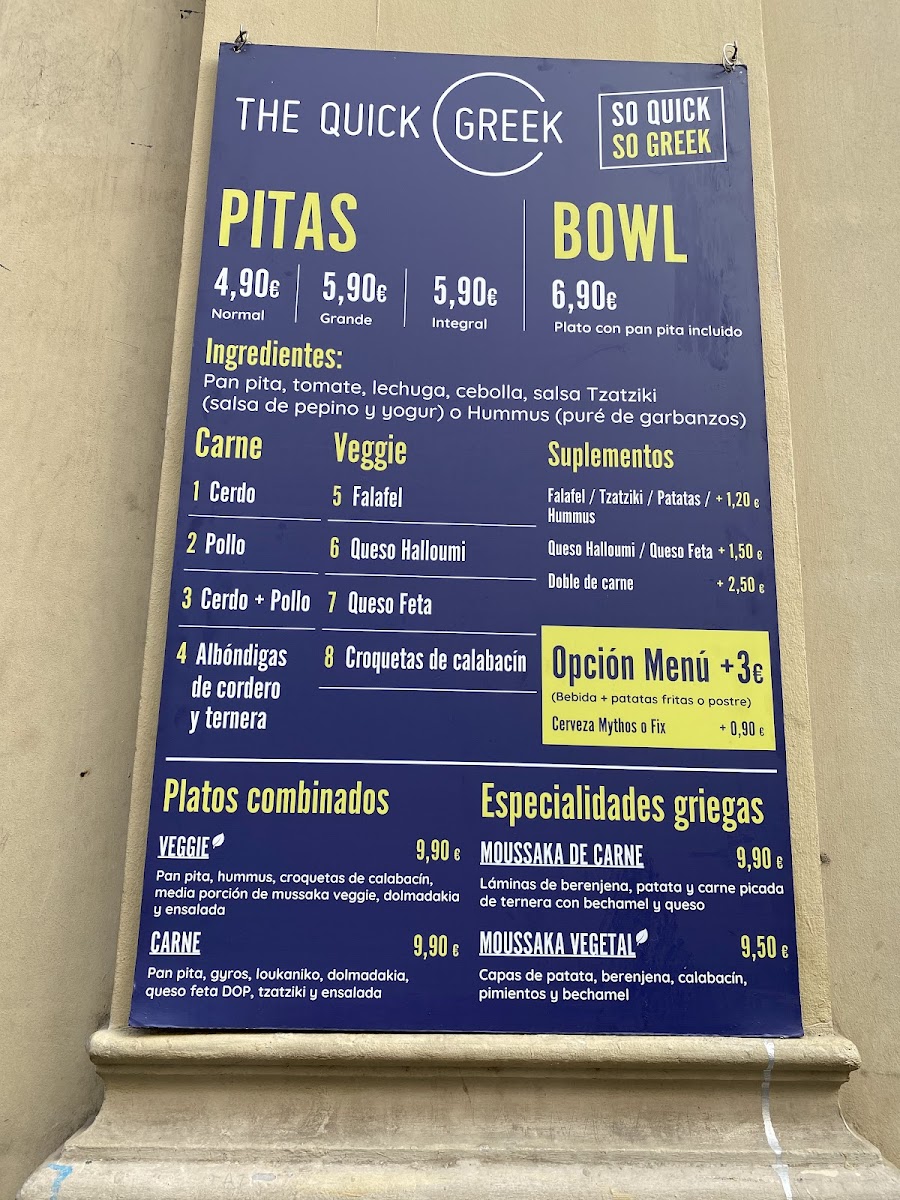 THE QUICK GREEK
SO QUICK
SO GREEK
PITAS
4,90€
Normal
5,90€
Grande
5,90€
Integral
BOWL
6,90€
Plato con pan pita incluido
Ingredientes:
Pan pita, tomate, lechuga, cebolla, salsa Tzatziki
(salsa de pepino y yogur) o Hummus (puré de garbanzos)
Carne
1 Cerdo
2 Pollo
3 Cerdo + Pollo
4 Albóndigas
de cordero
y ternera
Veggie
5 Falafel
6 Queso Halloumi
7 Queso Feta
8 Croquetas de calabacín
Suplementos
Falafel / Tzatziki / Patatas / + 1,20 €
Hummus
Queso Halloumi / Queso Feta + 1,50 €
Doble de carne + 2,50 €
Opción Menú +3€
(Bebida + patatas fritas o postre)
Cerveza Mythos o Fix + 0,90 €
Platos combinados
VEGGIE 9,90 €
Pan pita, hummus, croquetas de calabacín,
media porción de mussaka veggie, dolmadakia
y ensalada
CARNE 9,90 €
Pan pita, gyros, loukaniko, dolmadakia,
queso feta DOP, tzatziki y ensalada
Especialidades griegas
MOUSSAKA DE CARNE 9,90 €
Láminas de berenjena, patata y carne picada
de ternera con bechamel y queso
MOUSSAKA VEGETAL 9,50 €
Capas de patata, berenjena, calabacín,
pimientos y bechamel